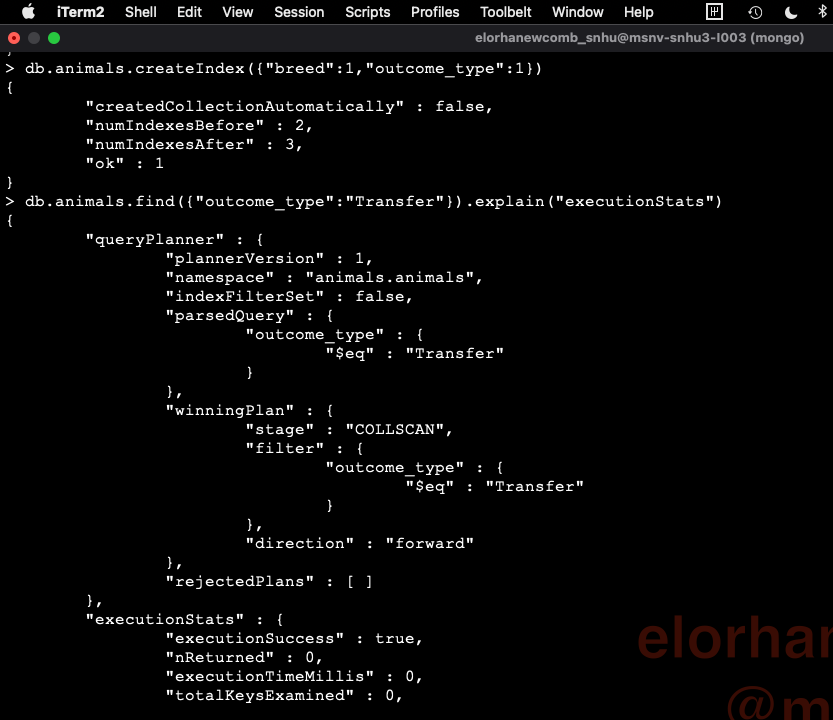 iTerm2 Shell Edit View Session Scripts Profiles Toolbelt Window Help
elorhanewcomb_snhu@msnv-snhu3-l003 (mongo)
}
> db.animals.createIndex({"breed":1,"outcome_type":1})
{
        "createdCollectionAutomatically" : false,
        "numIndexesBefore" : 2,
        "numIndexesAfter" : 3,
        "ok" : 1
}
> db.animals.find({"outcome_type":"Transfer"}).explain("executionStats")
{
        "queryPlanner" : {
                "plannerVersion" : 1,
                "namespace" : "animals.animals",
                "indexFilterSet" : false,
                "parsedQuery" : {
                        "outcome_type" : {
                                "$eq" : "Transfer"
                        }
                },
                "winningPlan" : {
                        "stage" : "COLLSCAN",
                        "filter" : {
                                "outcome_type" : {
                                        "$eq" : "Transfer"
                                }
                        },
                        "direction" : "forward"
                },
                "rejectedPlans" : [ ]
        },
        "executionStats" : {
                "executionSuccess" : true,
                "nReturned" : 0,
                "executionTimeMillis" : 0,
                "totalKeysExamined" : 0,
elorhan
@m